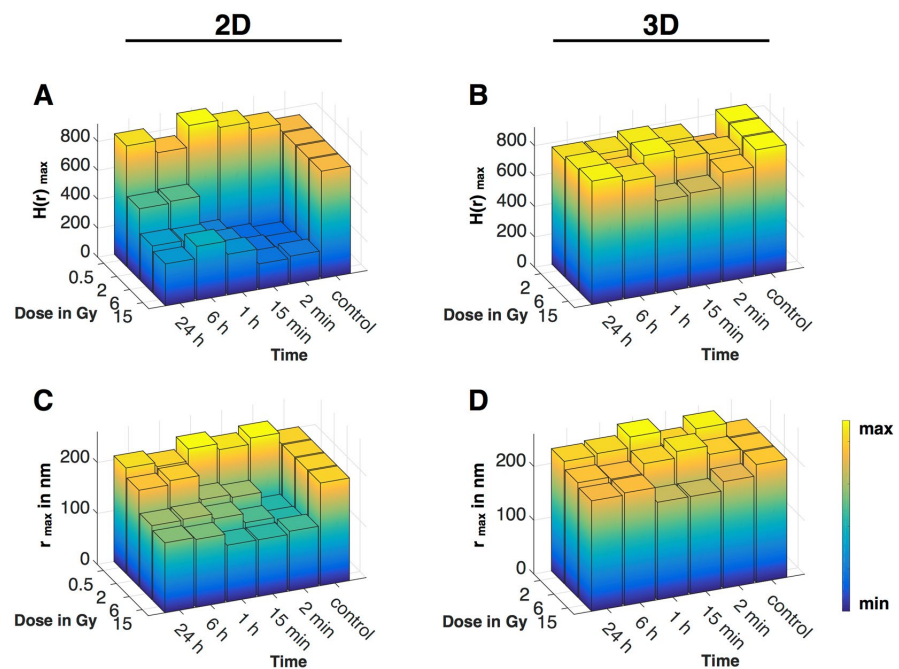 2D
3D
A
H(r) max
800
600
400
200
0
0.5
2
6
15
Dose in Gy
24 h
6 h
1 h
15 min
2 min
control
Time
B
H(r) max
800
600
400
200
0
2
6
15
Dose in Gy
24 h
6 h
1 h
15 min
2 min
control
Time
C
r max in nm
200
100
0
0.5
2
6
15
Dose in Gy
24 h
6 h
1 h
15 min
2 min
control
Time
D
r max in nm
200
100
0
2
6
15
Dose in Gy
24 h
6 h
1 h
15 min
2 min
control
Time
max
min